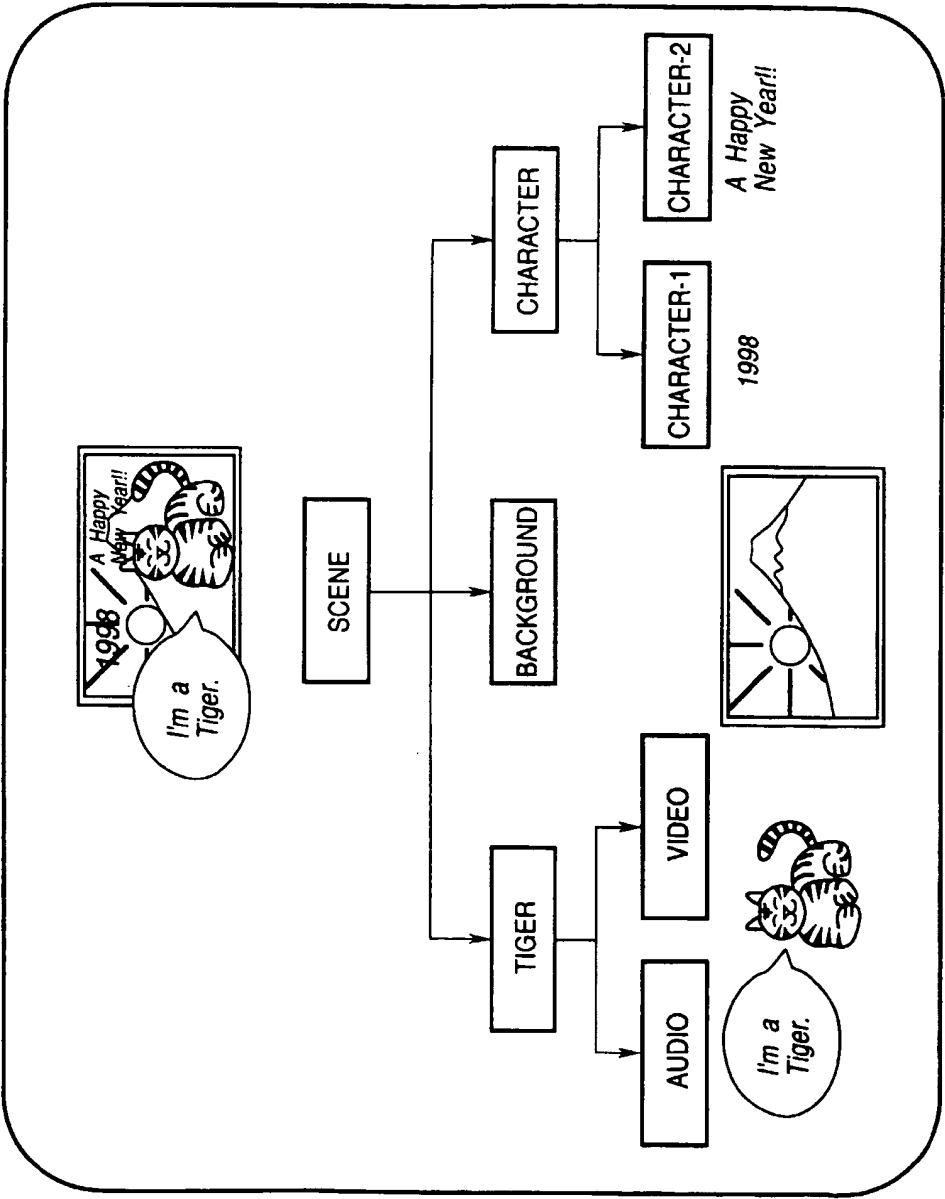 1998
A Happy
New Year!!
I'm a
Tiger.
SCENE
TIGER
BACKGROUND
CHARACTER
AUDIO
VIDEO
CHARACTER-1
CHARACTER-2
I'm a
Tiger.
1998
A Happy
New Year!!